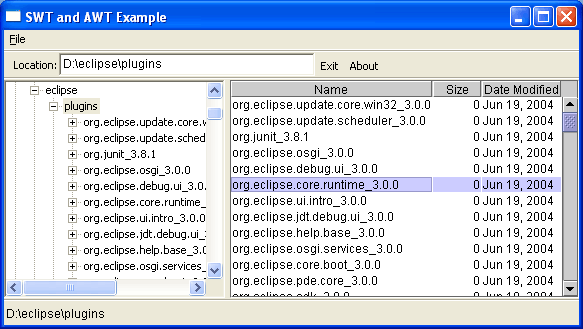 SWT and AWT Example
File
Location: D:\eclipse\plugins Exit About
eclipse
plugins
org.eclipse.update.core.w
org.eclipse.update.sched
org.junit_3.8.1
org.eclipse.osgi_3.0.0
org.eclipse.debug.ui_3.0.
org.eclipse.core.runtime_
org.eclipse.ui.intro_3.0.0
org.eclipse.jdt.debug.ui_
org.eclipse.help.base_3.
org.eclipse.osgi.services_
Name Size Date Modified
org.eclipse.update.core.win32_3.0.0 0 Jun 19, 2004
org.eclipse.update.scheduler_3.0.0 0 Jun 19, 2004
org.junit_3.8.1 0 Jun 19, 2004
org.eclipse.osgi_3.0.0 0 Jun 19, 2004
org.eclipse.debug.ui_3.0.0 0 Jun 19, 2004
org.eclipse.core.runtime_3.0.0 0 Jun 19, 2004
org.eclipse.ui.intro_3.0.0 0 Jun 19, 2004
org.eclipse.jdt.debug.ui_3.0.0 0 Jun 19, 2004
org.eclipse.help.base_3.0.0 0 Jun 19, 2004
org.eclipse.osgi.services_3.0.0 0 Jun 19, 2004
org.eclipse.core.boot_3.0.0 0 Jun 19, 2004
org.eclipse.pde.core_3.0.0 0 Jun 19, 2004
D:\eclipse\plugins